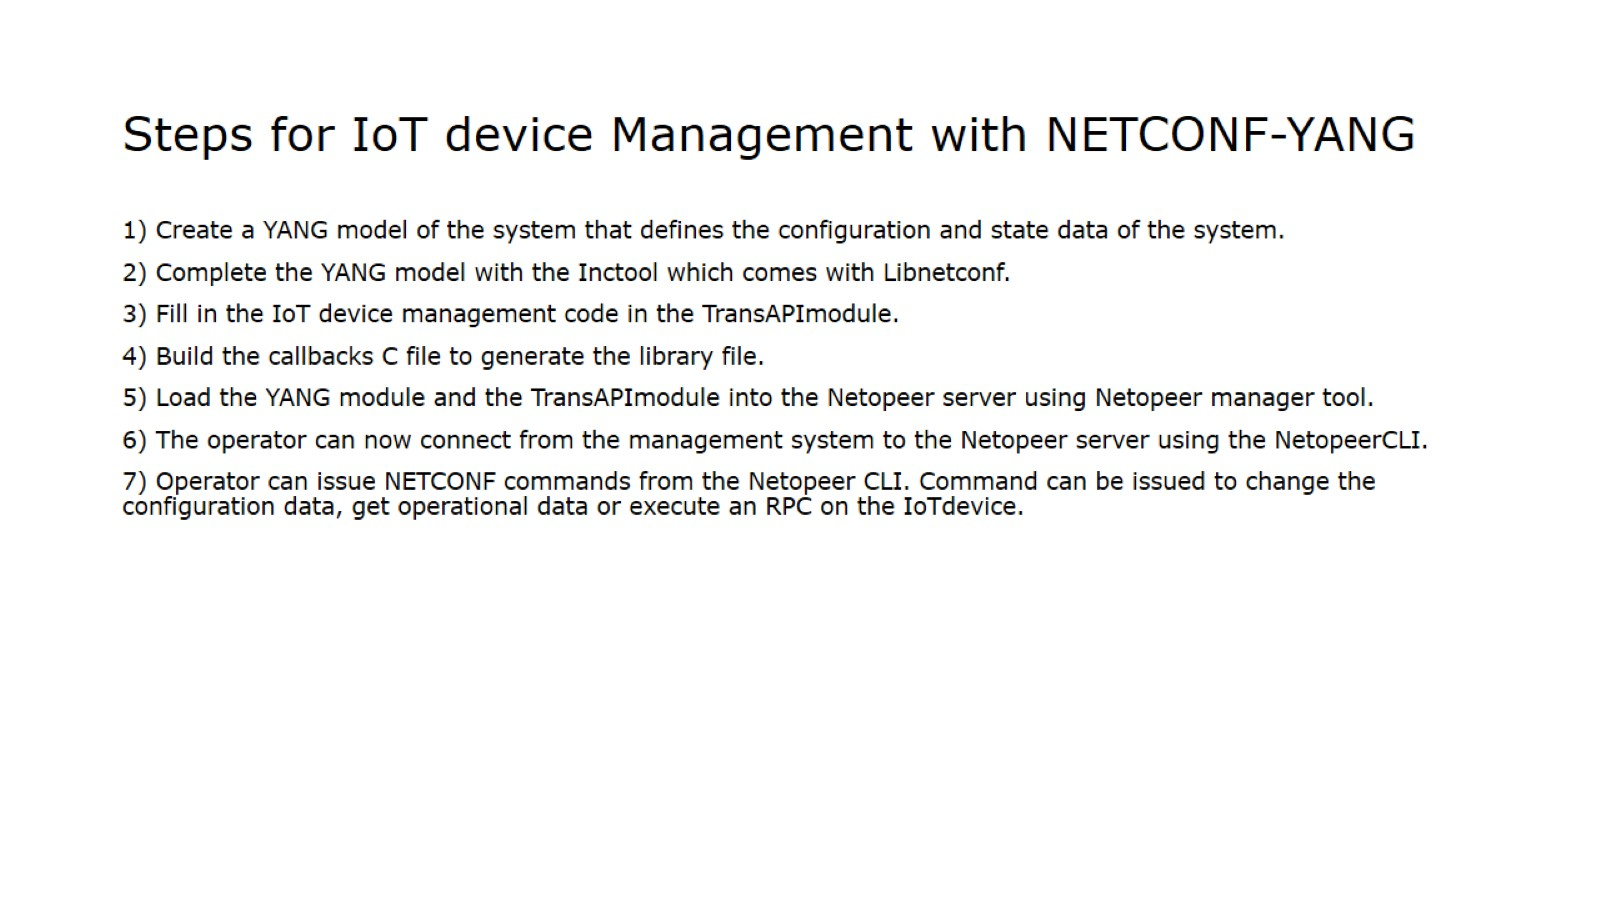 Steps for IoT device Management with NETCONF-YANG
1) Create a YANG model of the system that defines the configuration and state data of the system.
2) Complete the YANG model with the Inctool which comes with Libnetconf.
3) Fill in the IoT device management code in the TransAPImodule.
4) Build the callbacks C file to generate the library file.
5) Load the YANG module and the TransAPImodule into the Netopeer server using Netopeer manager tool.
6) The operator can now connect from the management system to the Netopeer server using the NetopeerCLI.
7) Operator can issue NETCONF commands from the Netopeer CLI. Command can be issued to change the
configuration data, get operational data or execute an RPC on the IoTdevice.